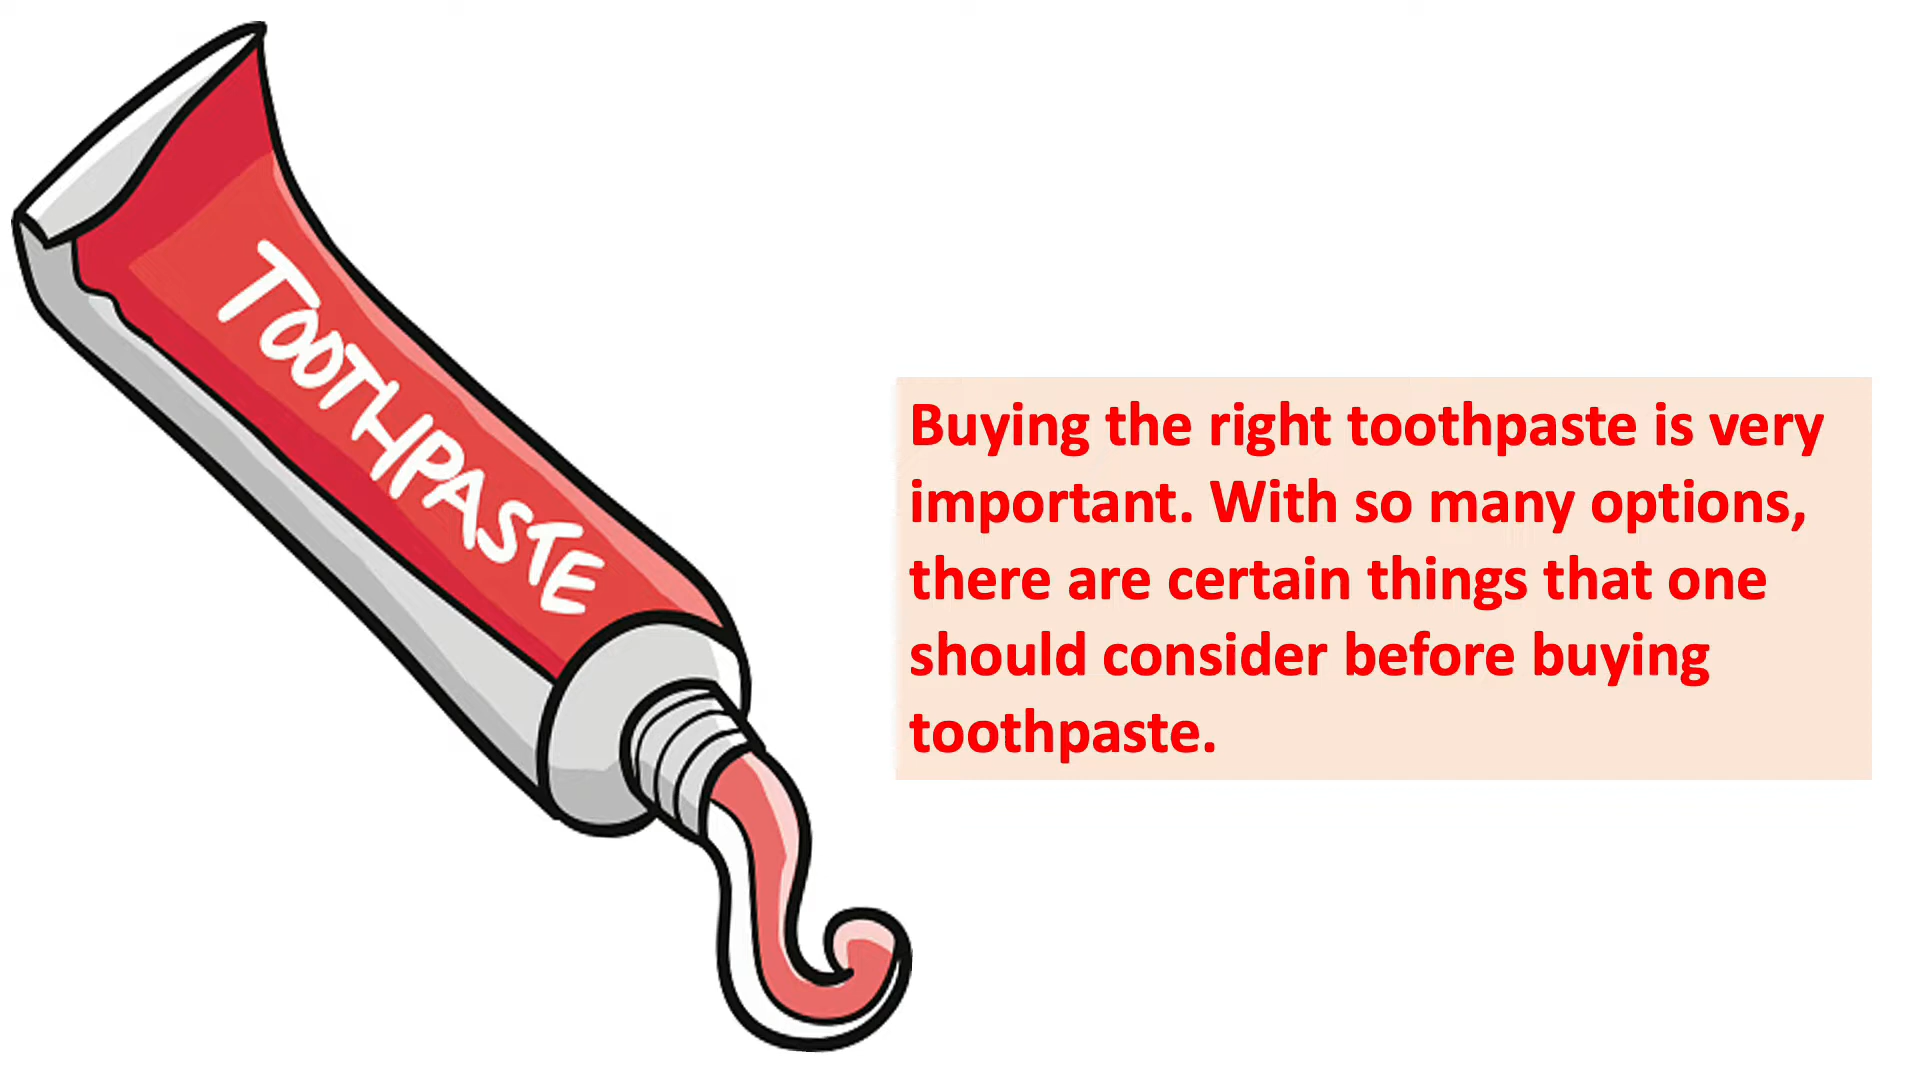 TOOTHPASTE
Buying the right toothpaste is very
important. With so many options,
there are certain things that one
should consider before buying
toothpaste.